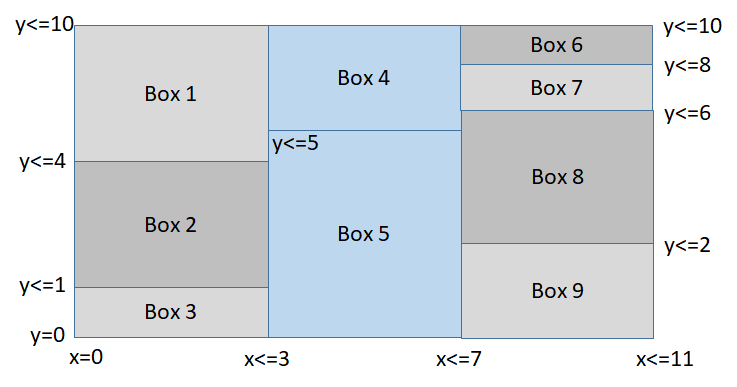 y<=10
Box 1
Box 4
Box 6
y<=10
y<=8
Box 7
y<=6
y<=5
y<=4
Box 2
Box 5
Box 8
y<=2
y<=1
Box 3
Box 9
y=0
x=0
x<=3
x<=7
x<=11